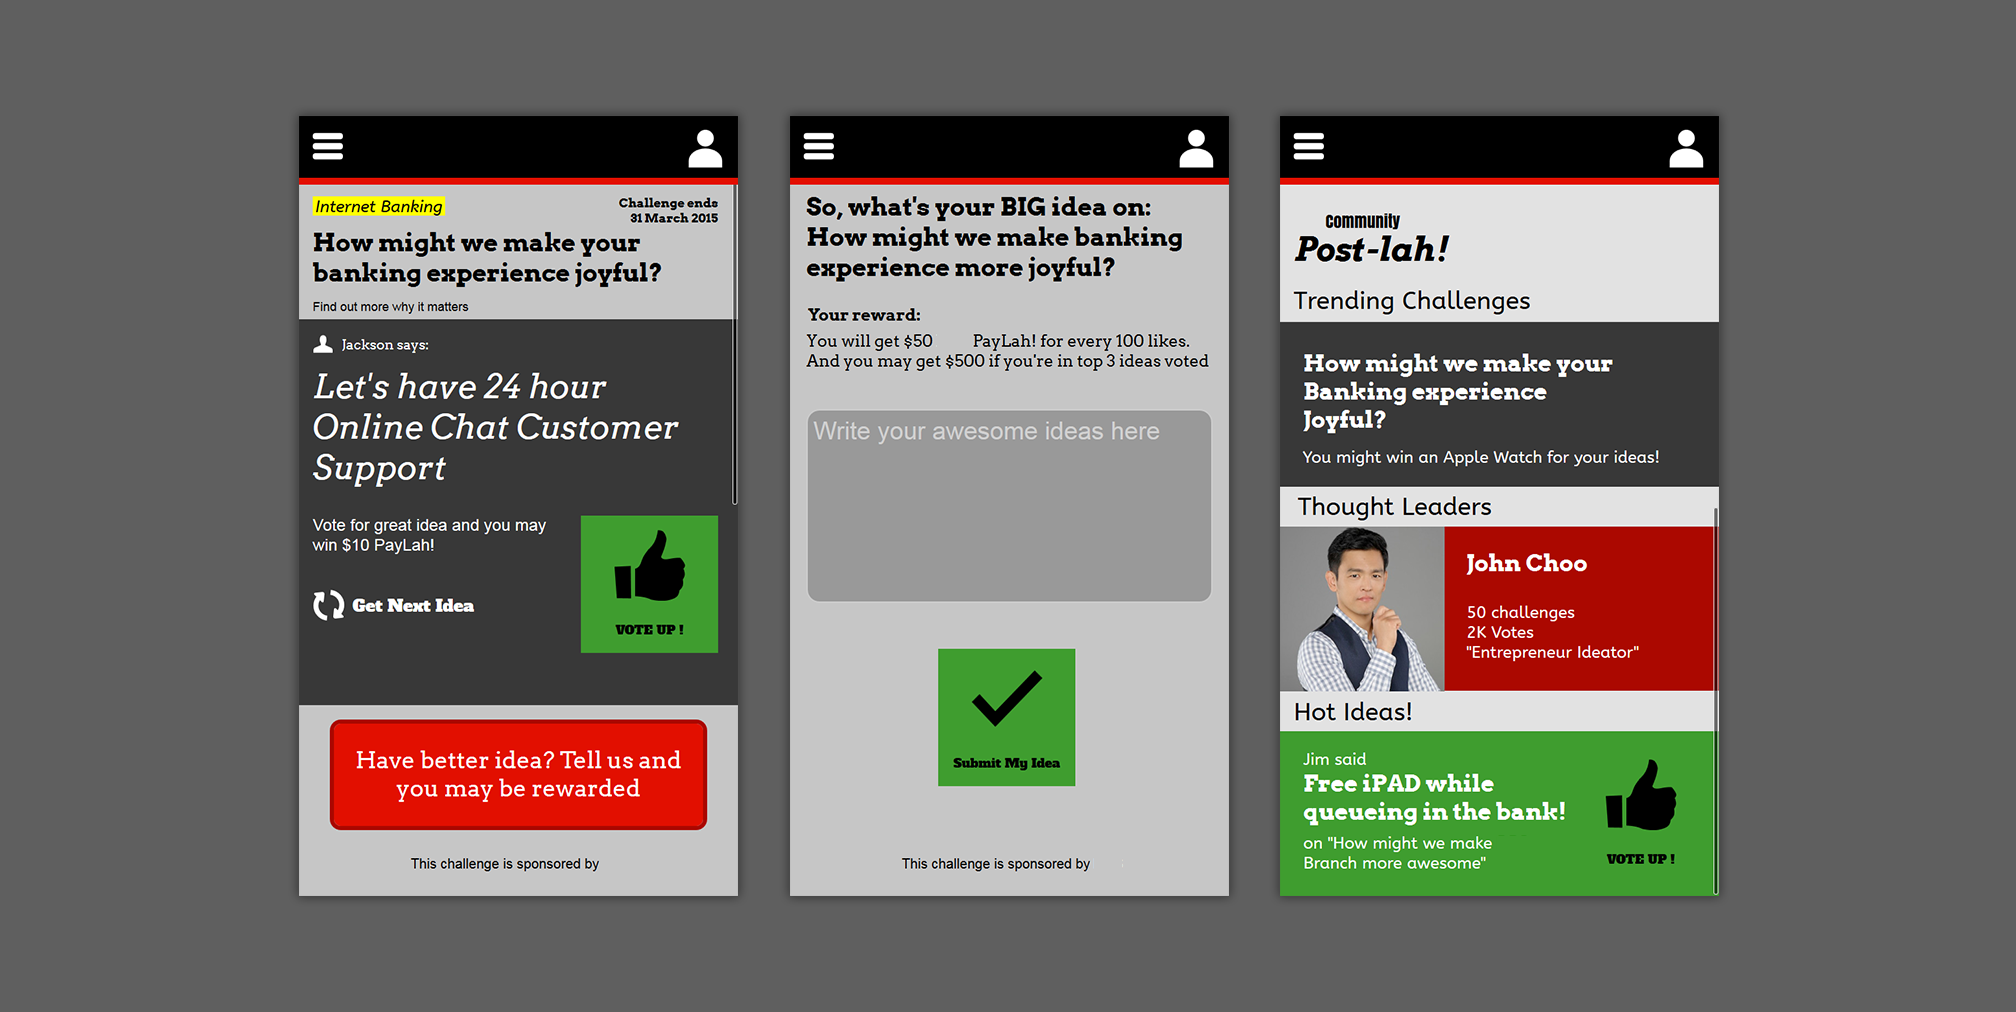 Internet Banking
Challenge ends
31 March 2015
How might we make your
banking experience joyful?
Find out more why it matters
Jackson says:
Let's have 24 hour
Online Chat Customer
Support
Vote for great idea and you may
win $10 PayLah!
Get Next Idea
VOTE UP !
Have better idea? Tell us and
you may be rewarded
This challenge is sponsored by
So, what's your BIG idea on:
How might we make banking
experience more joyful?
Your reward:
You will get $50 PayLah! for every 100 likes.
And you may get $500 if you're in top 3 ideas voted
Write your awesome ideas here
Submit My Idea
This challenge is sponsored by
community
Post-lah!
Trending Challenges
How might we make your
Banking experience
Joyful?
You might win an Apple Watch for your ideas!
Thought Leaders
John Choo
50 challenges
2K Votes
"Entrepreneur Ideator"
Hot Ideas!
Jim said
Free iPAD while
queueing in the bank!
on "How might we make
Branch more awesome"
VOTE UP !